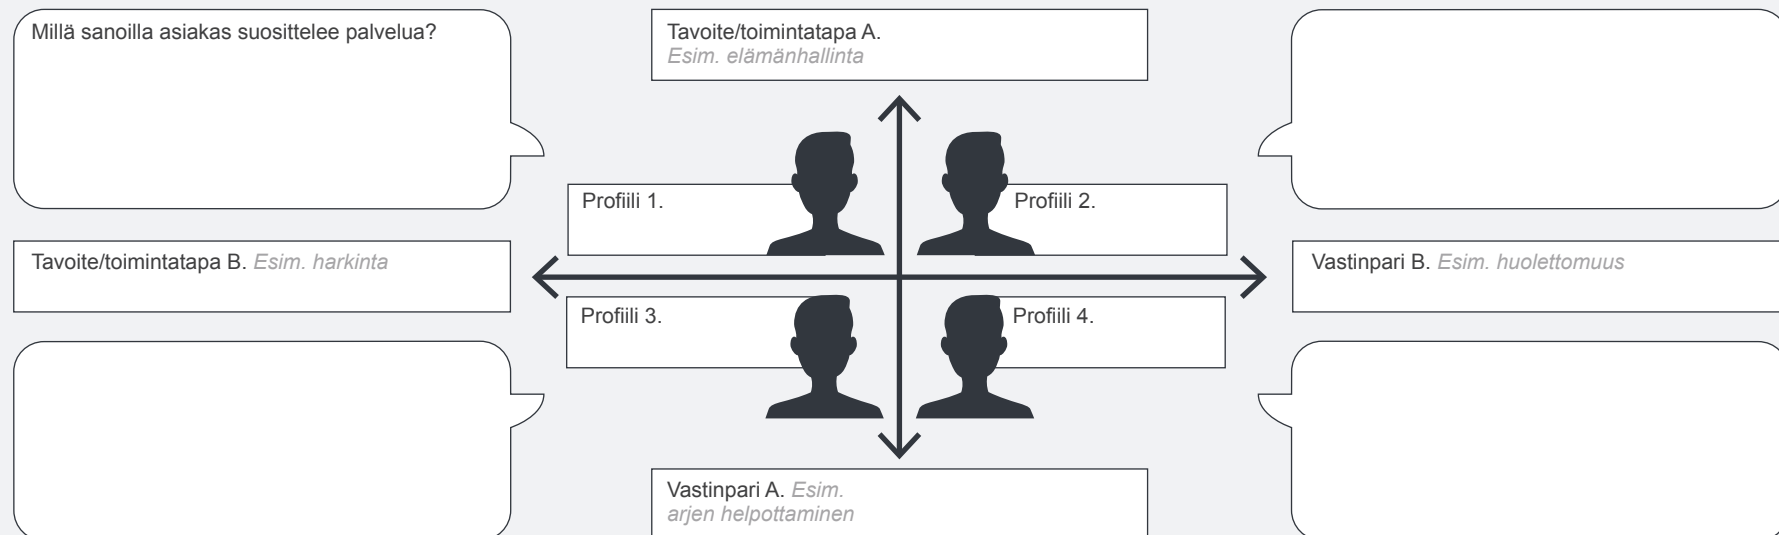 Millä sanoilla asiakas suosittelee palvelua?
Tavoite/toimintatapa A.
Esim. elämänhallinta
Profiili 1.
Profiili 2.
Tavoite/toimintatapa B. Esim. harkinta
Vastinpari B. Esim. huolettomuus
Profiili 3.
Profiili 4.
Vastinpari A. Esim.
arjen helpottaminen